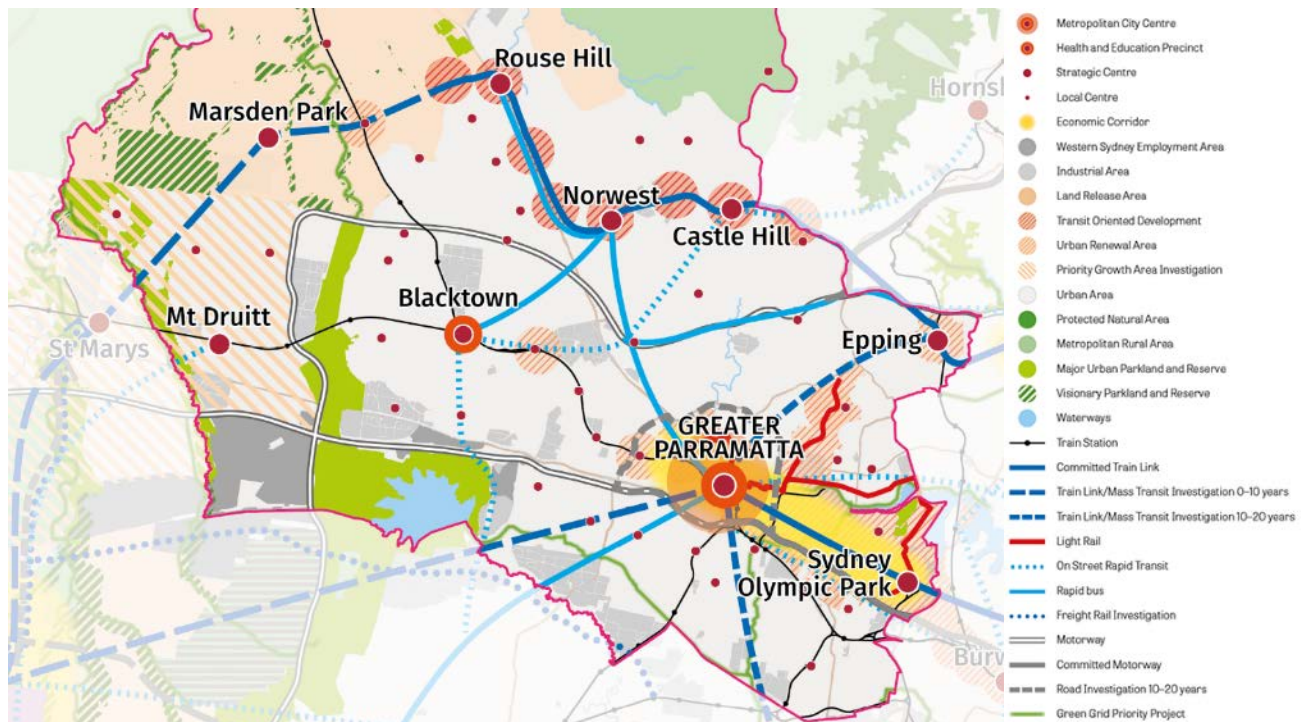 Rouse Hill
Marsden Park
Hornsb
Norwest
Castle Hill
Blacktown
Mt Druitt
St Marys
Epping
GREATER
PARRAMATTA
Sydney
Olympic Park
Burw
Metropolitan City Centre
Health and Education Precinct
Strategic Centre
Local Centre
Economic Corridor
Western Sydney Employment Area
Industrial Area
Land Release Area
Transit Oriented Development
Urban Renewal Area
Priority Growth Area Investigation
Urban Area
Protected Natural Area
Metropolitan Rural Area
Major Urban Parkland and Reserve
Visionary Parkland and Reserve
Waterways
Train Station
Committed Train Link
Train Link/Mass Transit Investigation 0–10 years
Train Link/Mass Transit Investigation 10–20 years
Light Rail
On Street Rapid Transit
Rapid bus
Freight Rail Investigation
Motorway
Committed Motorway
Road Investigation 10–20 years
Green Grid Priority Project